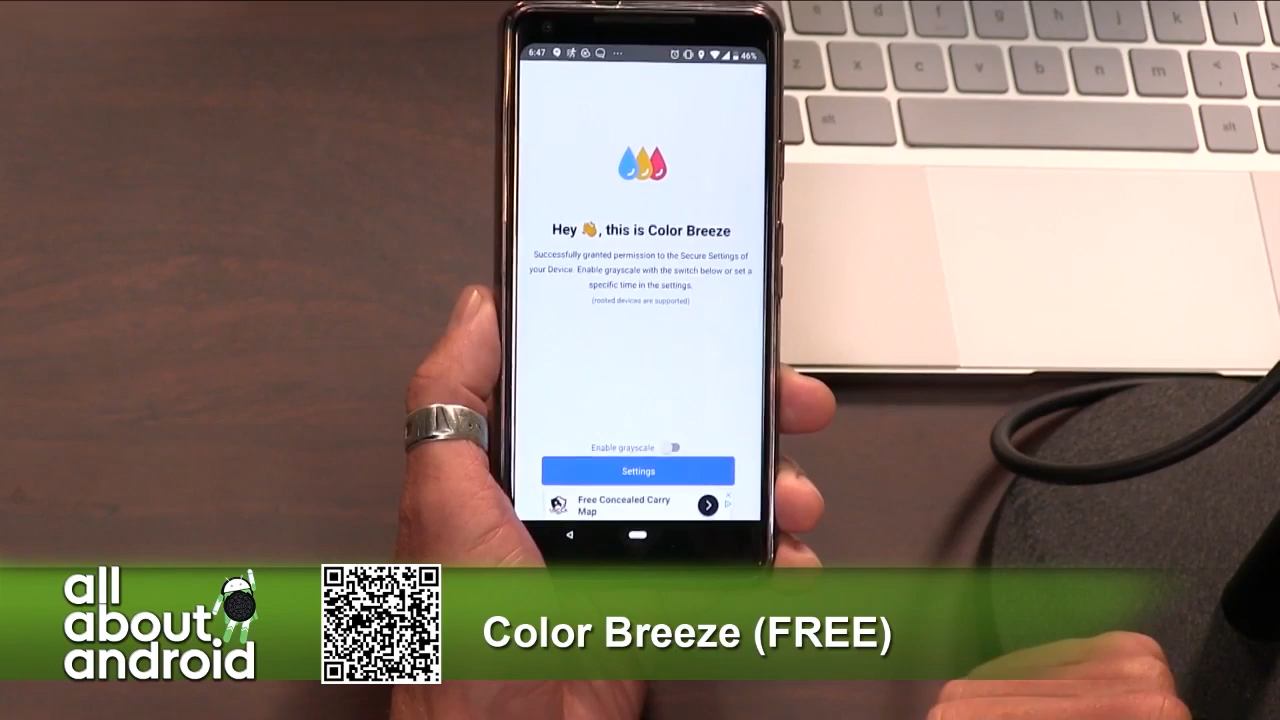 6:47
46%
Hey 👋, this is Color Breeze
Successfully granted permission to the Secure Settings of
your Device. Enable grayscale with the switch below or set a
specific time in the settings.
(rooted devices are supported)
Enable grayscale
Settings
Free Concealed Carry
Map
e d f g h j k l
z x c v b n m < ,
alt alt
all
about
android
Color Breeze (FREE)